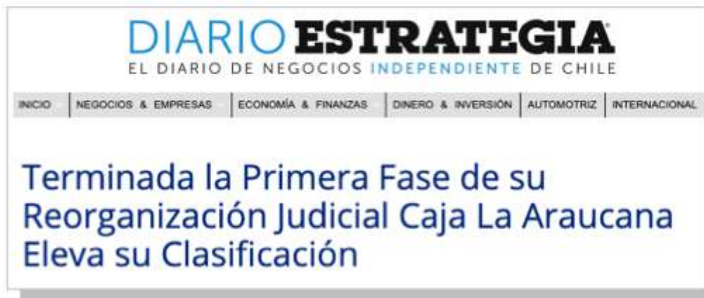 DIARIO ESTRATEGIA
EL DIARIO DE NEGOCIOS INDEPENDIENTE DE CHILE
INICIO NEGOCIOS & EMPRESAS ECONOMÍA & FINANZAS DINERO & INVERSIÓN AUTOMOTRIZ INTERNACIONAL
Terminada la Primera Fase de su
Reorganización Judicial Caja La Araucana
Eleva su Clasificación